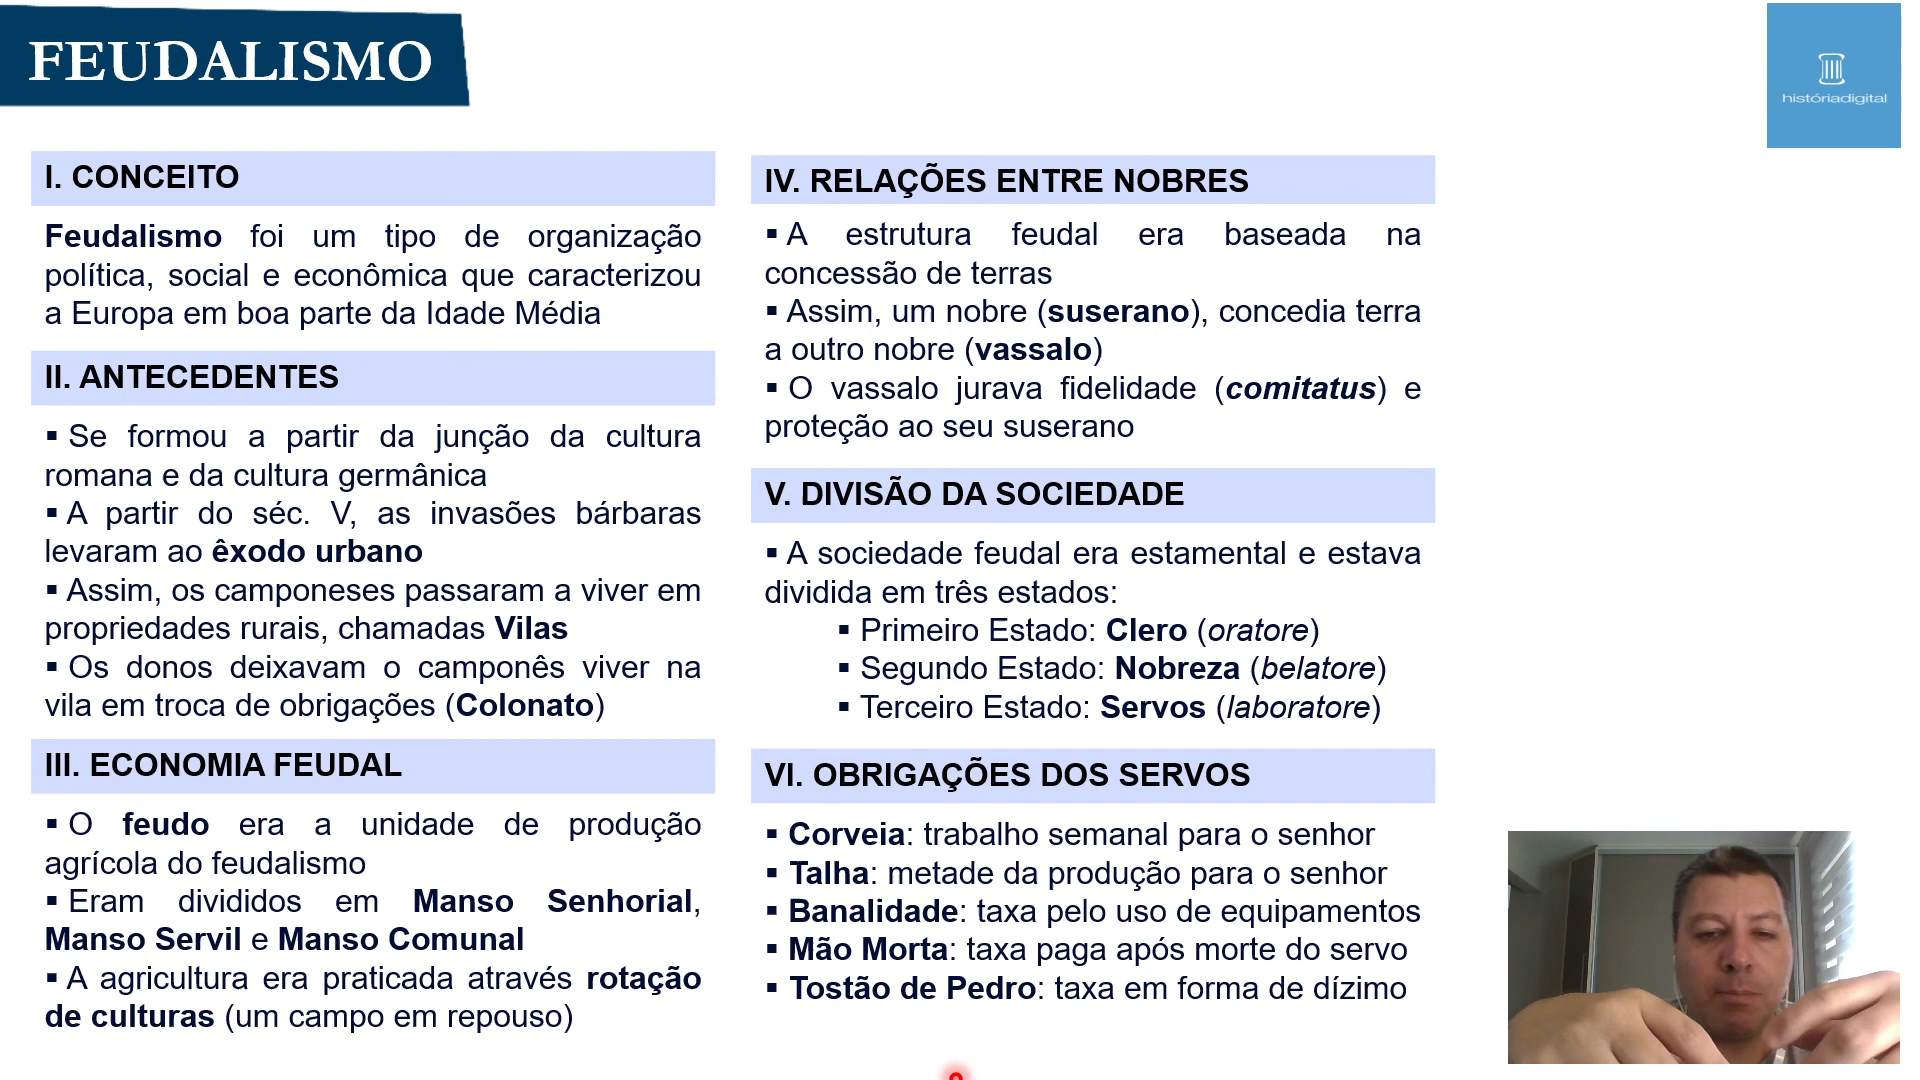 FEUDALISMO
históriadigital
I. CONCEITO
Feudalismo foi um tipo de organização
política, social e econômica que caracterizou
a Europa em boa parte da Idade Média
II. ANTECEDENTES
▪ Se formou a partir da junção da cultura
romana e da cultura germânica
▪ A partir do séc. V, as invasões bárbaras
levaram ao êxodo urbano
▪ Assim, os camponeses passaram a viver em
propriedades rurais, chamadas Vilas
▪ Os donos deixavam o camponês viver na
vila em troca de obrigações (Colonato)
III. ECONOMIA FEUDAL
▪ O feudo era a unidade de produção
agrícola do feudalismo
▪ Eram divididos em Manso Senhorial,
Manso Servil e Manso Comunal
▪ A agricultura era praticada através rotação
de culturas (um campo em repouso)
IV. RELAÇÕES ENTRE NOBRES
▪ A estrutura feudal era baseada na
concessão de terras
▪ Assim, um nobre (suserano), concedia terra
a outro nobre (vassalo)
▪ O vassalo jurava fidelidade (comitatus) e
proteção ao seu suserano
V. DIVISÃO DA SOCIEDADE
▪ A sociedade feudal era estamental e estava
dividida em três estados:
▪ Primeiro Estado: Clero (oratore)
▪ Segundo Estado: Nobreza (belatore)
▪ Terceiro Estado: Servos (laboratore)
VI. OBRIGAÇÕES DOS SERVOS
▪ Corveia: trabalho semanal para o senhor
▪ Talha: metade da produção para o senhor
▪ Banalidade: taxa pelo uso de equipamentos
▪ Mão Morta: taxa paga após morte do servo
▪ Tostão de Pedro: taxa em forma de dízimo